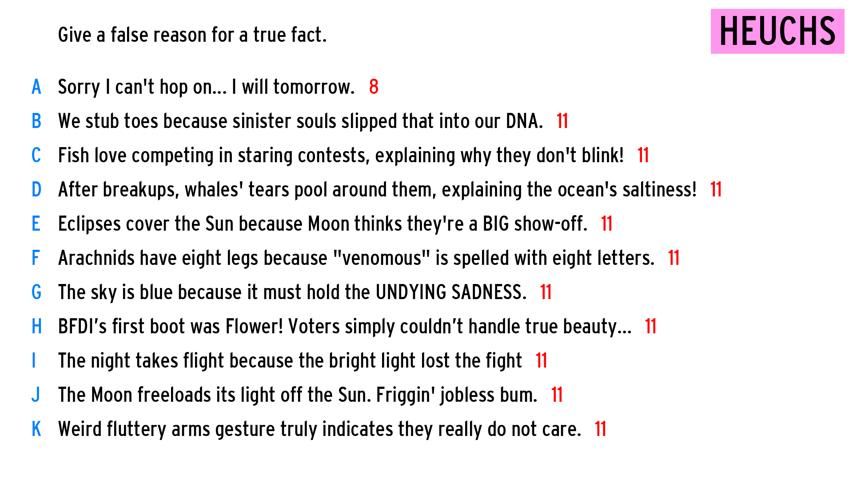 Give a false reason for a true fact.
HEUCHS
A Sorry I can't hop on... I will tomorrow. 8
B We stub toes because sinister souls slipped that into our DNA. 11
C Fish love competing in staring contests, explaining why they don't blink! 11
D After breakups, whales' tears pool around them, explaining the ocean's saltiness! 11
E Eclipses cover the Sun because Moon thinks they're a BIG show-off. 11
F Arachnids have eight legs because "venomous" is spelled with eight letters. 11
G The sky is blue because it must hold the UNDYING SADNESS. 11
H BFDI’s first boot was Flower! Voters simply couldn’t handle true beauty... 11
I The night takes flight because the bright light lost the fight 11
J The Moon freeloads its light off the Sun. Friggin' jobless bum. 11
K Weird fluttery arms gesture truly indicates they really do not care. 11